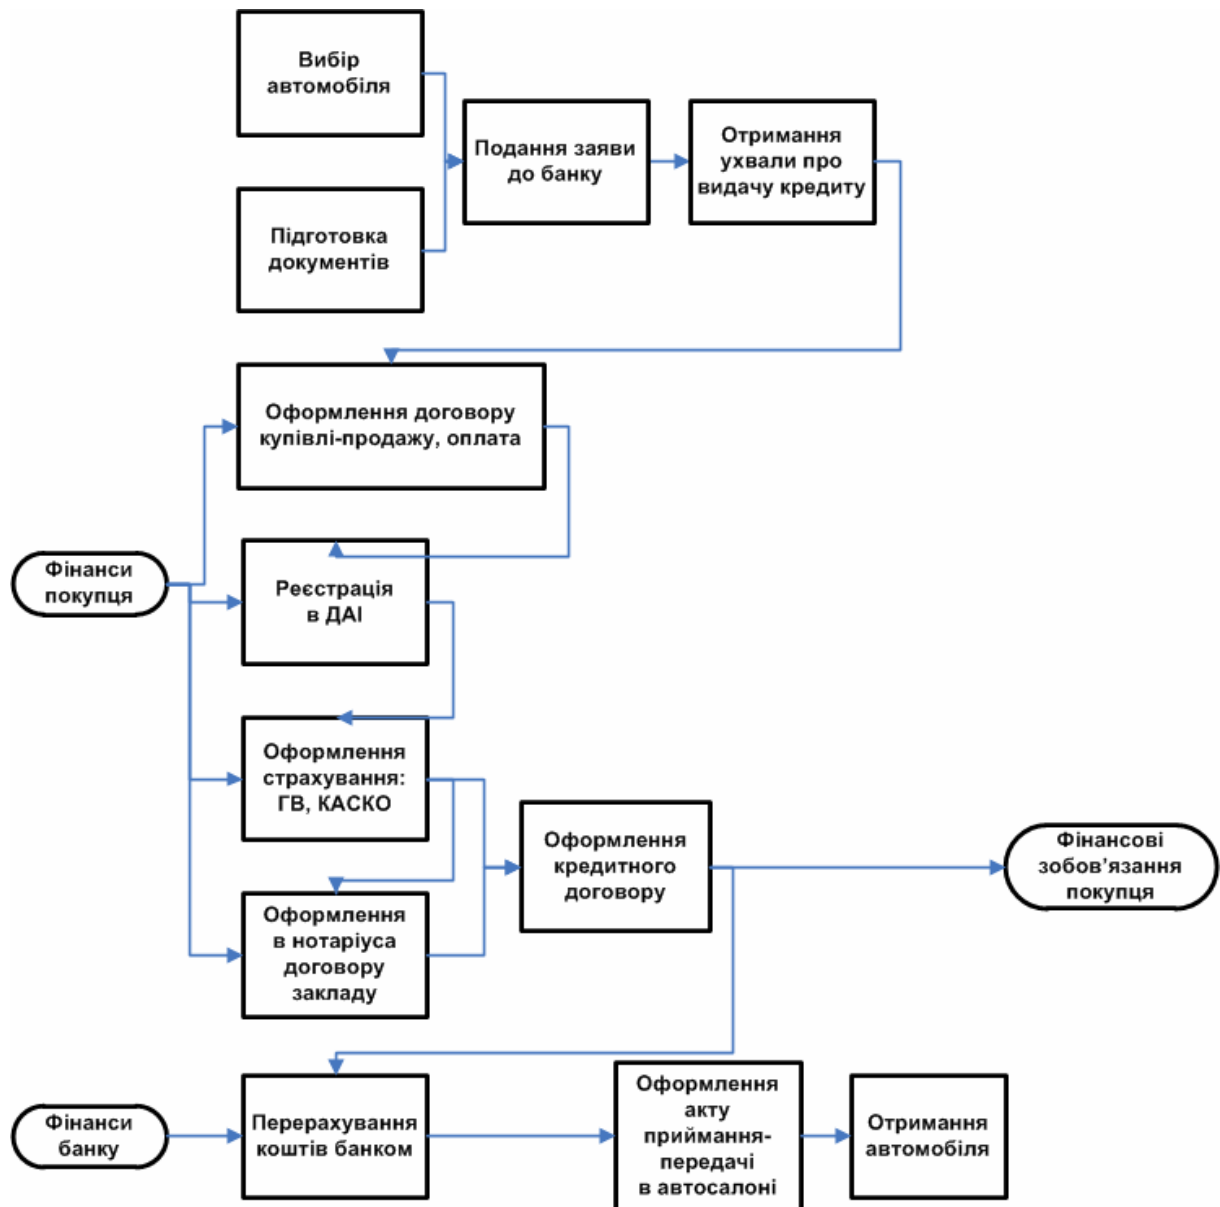 Вибір
автомобіля
Підготовка
документів
Подання заяви
до банку
Отримання
ухвали про
видачу кредиту
Оформлення договору
купівлі-продажу, оплата
Фінанси
покупця
Реєстрація
в ДАІ
Оформлення
страхування:
ГВ, КАСКО
Оформлення
в нотаріуса
договору
закладу
Оформлення
кредитного
договору
Фінансові
зобов’язання
покупця
Фінанси
банку
Перерахування
коштів банком
Оформлення
акту
приймання-
передачі
в автосалоні
Отримання
автомобіля